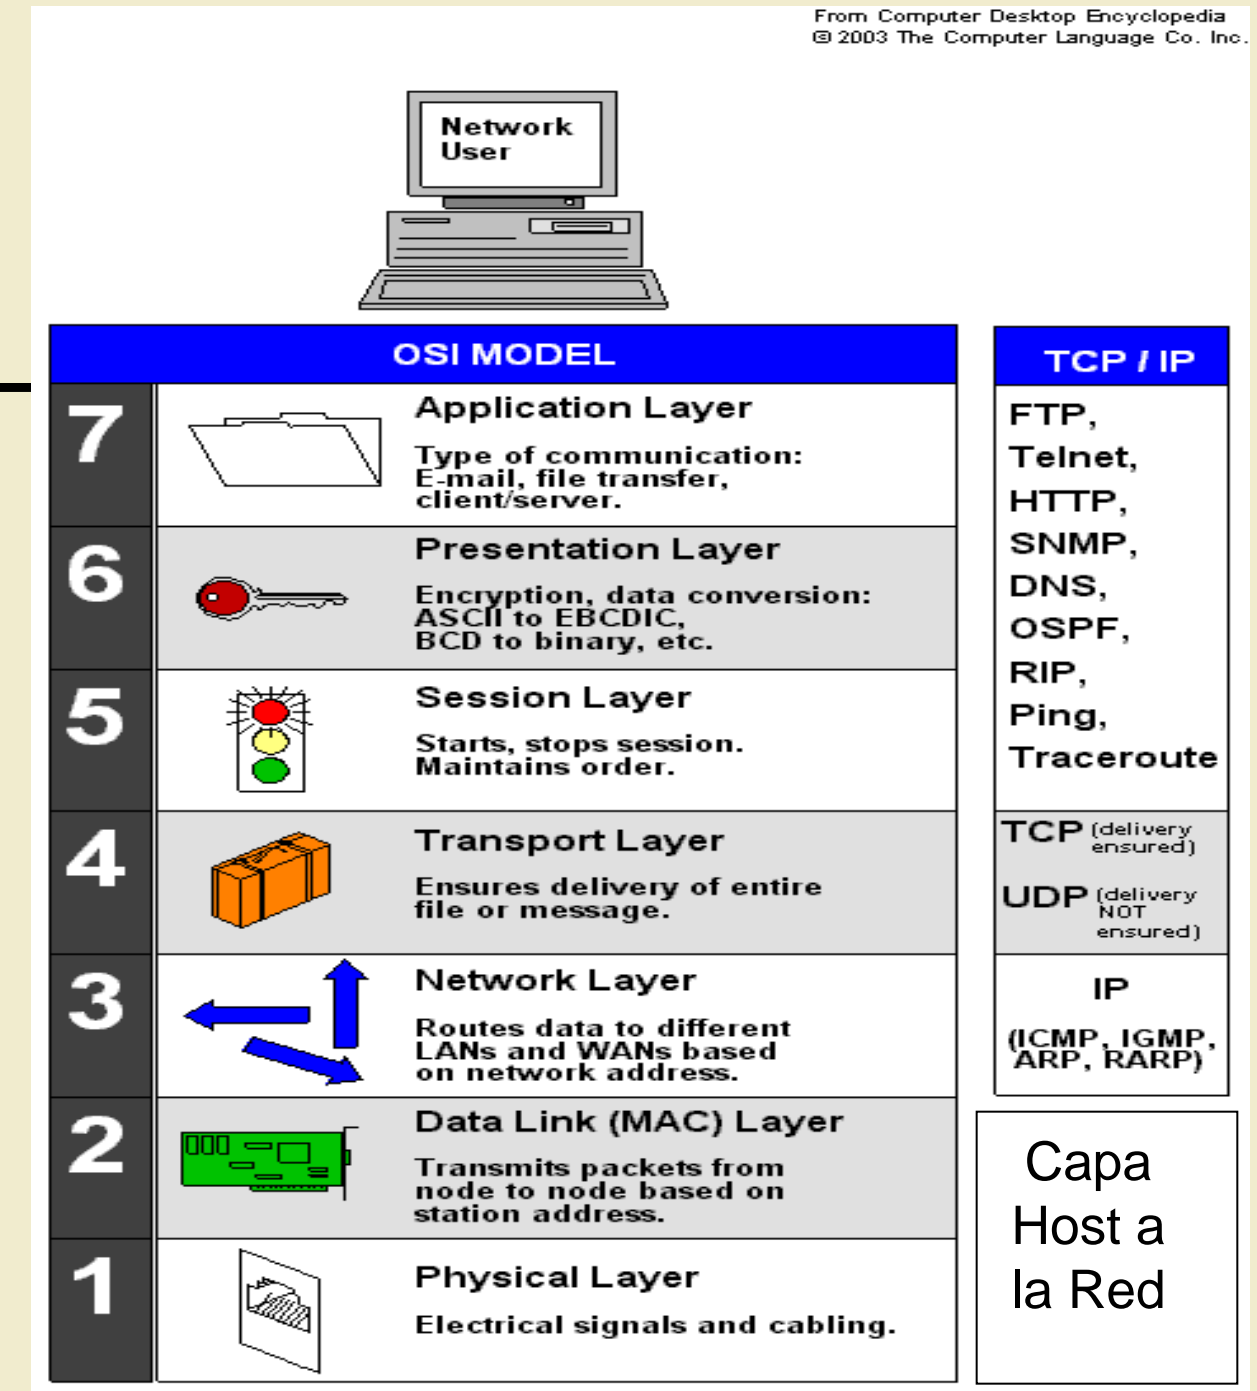 From Computer Desktop Encyclopedia
© 2003 The Computer Language Co. Inc.
Network
User
OSI MODEL
7
Application Layer
Type of communication:
E-mail, file transfer,
client/server.
6
Presentation Layer
Encryption, data conversion:
ASCII to EBCDIC,
BCD to binary, etc.
5
Session Layer
Starts, stops session.
Maintains order.
4
Transport Layer
Ensures delivery of entire
file or message.
3
Network Layer
Routes data to different
LANs and WANs based
on network address.
2
Data Link (MAC) Layer
Transmits packets from
node to node based on
station address.
1
Physical Layer
Electrical signals and cabling.
TCP / IP
FTP,
Telnet,
HTTP,
SNMP,
DNS,
OSPF,
RIP,
Ping,
Traceroute
TCP (delivery
ensured)
UDP (delivery
NOT
ensured)
IP
(ICMP, IGMP,
ARP, RARP)
Capa
Host a
la Red